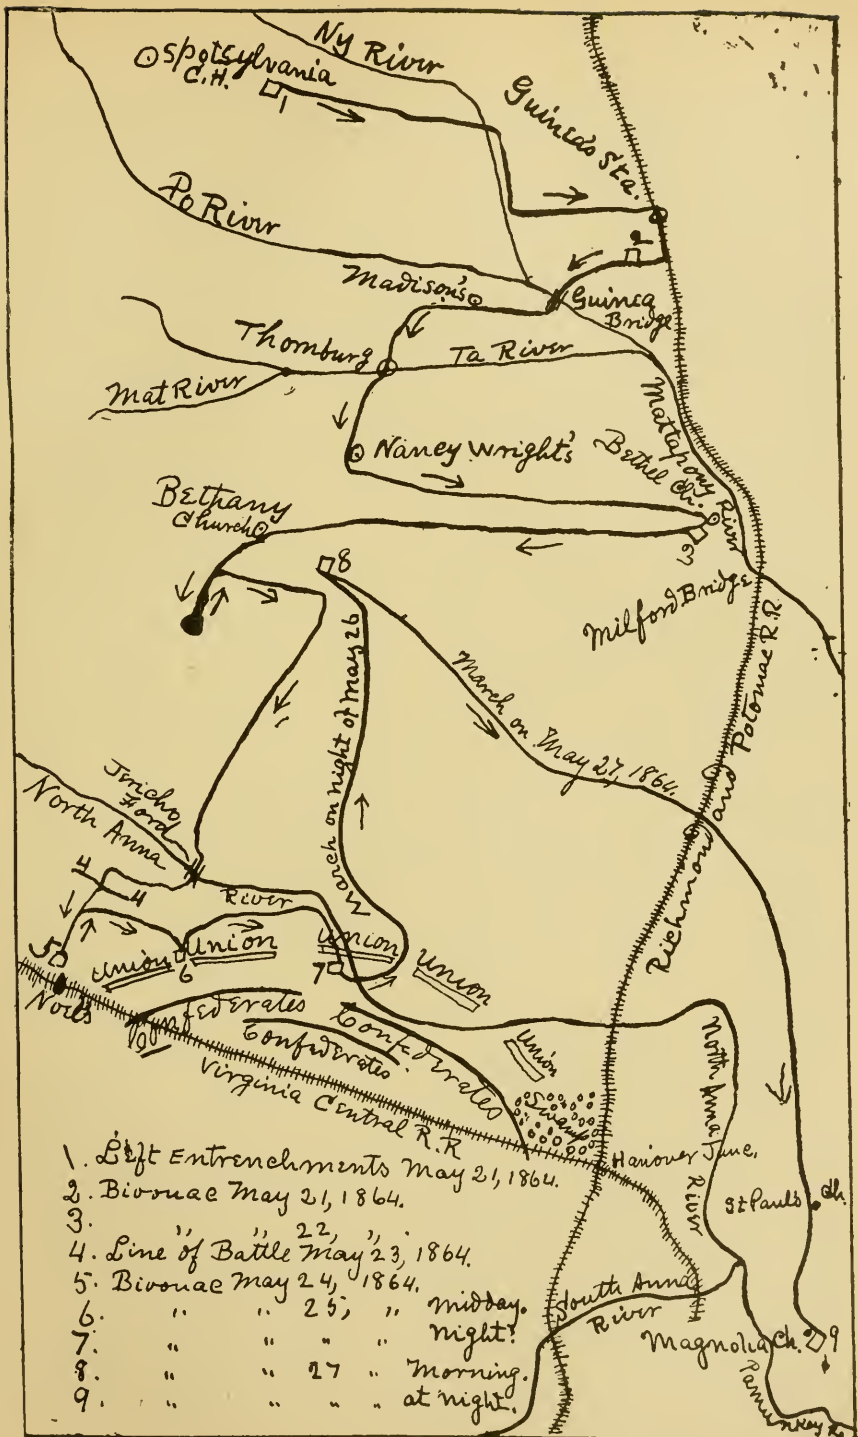 Ny River
Spotsylvania
C.H.
1
Guinea's Sta.
Po River
2
Madison's
Guinea
Bridge
Thornburg
Ta River
Mat River
Mattapony River
Nancy Wright's
Bethel Ch.
Bethany
Church
3
8
Milford Bridge
March on night of May 26
March on May 27, 1864.
Richmond and Potomac R.R.
Jericho
Ford
North Anna
River
4
4
5
Union
6
Union
Union
7
Union
Noel's
Confederates
Confederates
Confederates
Union
Virginia Central R.R
Swamp
North Anna
River
Hanover Junc.
St Paul's Ch.
South Anna
River
Magnolia Ch.
9
Pamunkey R.
1. Left Entrenchments May 21, 1864.
2. Bivouac May 21, 1864.
3. " " 22, " .
4. Line of Battle May 23, 1864.
5. Bivouac May 24, 1864.
6. " " 25, " midday.
7. " " " " night.
8. " " 27 " Morning.
9. " " " " at night.